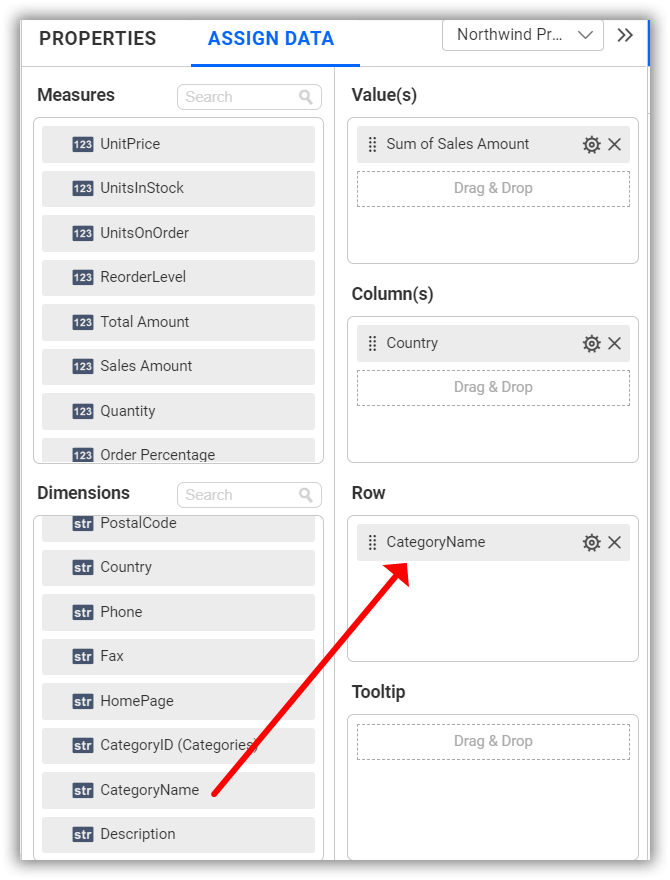 PROPERTIES
ASSIGN DATA
Northwind Pr...
Measures
Search
123 UnitPrice
123 UnitsInStock
123 UnitsOnOrder
123 ReorderLevel
123 Total Amount
123 Sales Amount
123 Quantity
123 Order Percentage
Dimensions
Search
str PostalCode
str Country
str Phone
str Fax
str HomePage
str CategoryID (Categories)
str CategoryName
str Description
Value(s)
Sum of Sales Amount
Drag & Drop
Column(s)
Country
Drag & Drop
Row
CategoryName
Tooltip
Drag & Drop